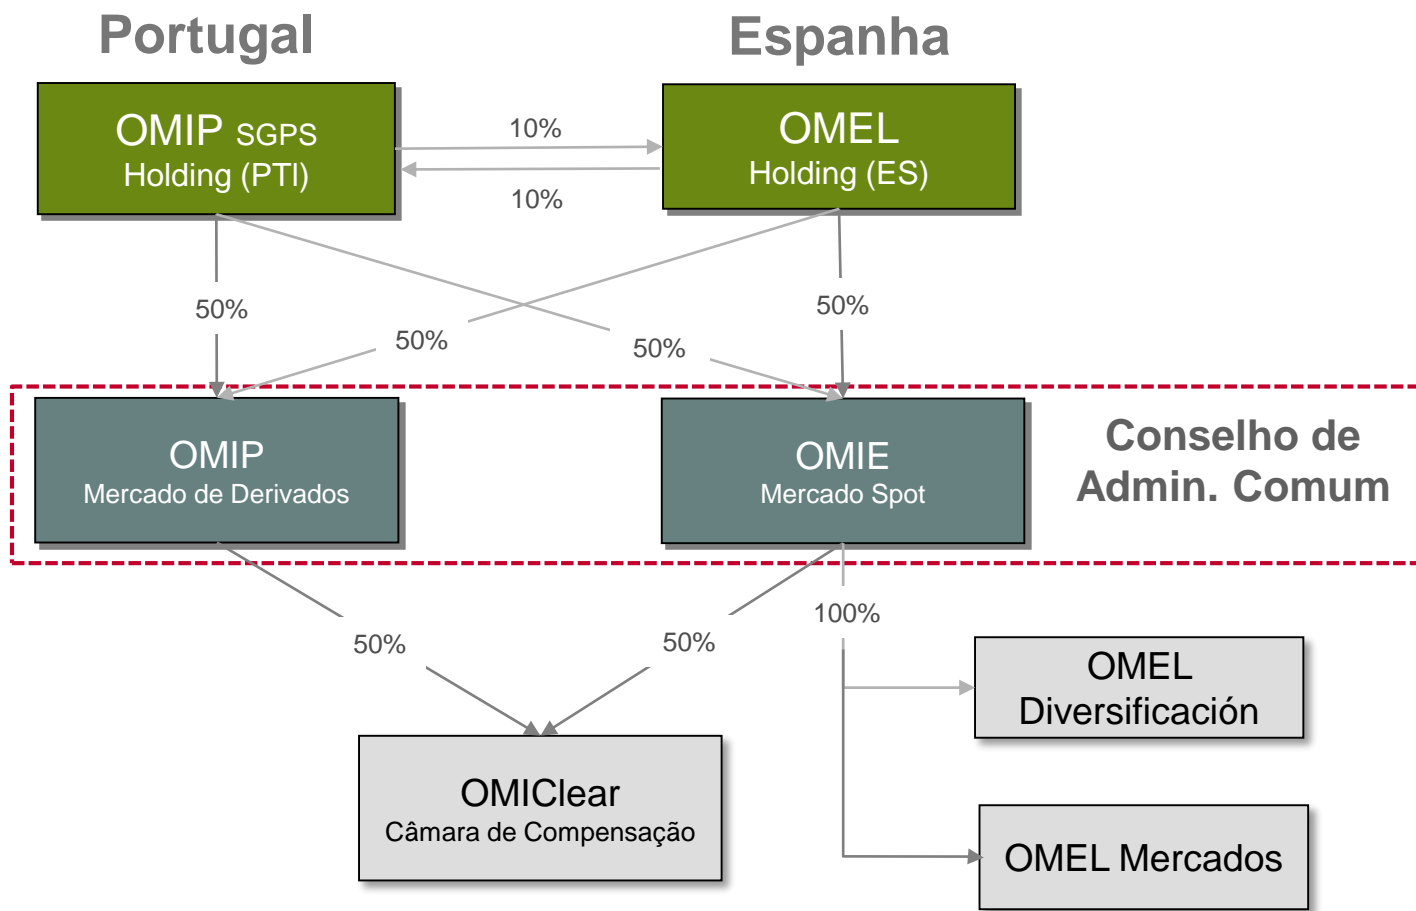 Portugal
Espanha
OMIP SGPS
Holding (PTI)
10%
10%
OMEL
Holding (ES)
50%
50%
50%
50%
OMIP
Mercado de Derivados
OMIE
Mercado Spot
Conselho de
Admin. Comum
50%
50%
100%
OMEL
Diversificación
OMIClear
Câmara de Compensação
OMEL Mercados